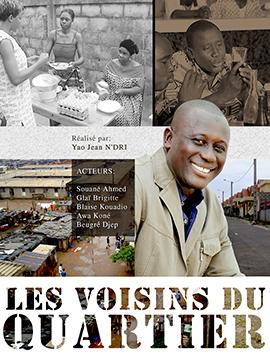 Réalisé par:
Yao Jean N'DRI
ACTEURS:
Souané Ahmed
Glaï Brigitte
Blaise Kouadio
Awa Koné
Beugré Djep
LES VOISINS DU
QUARTIER